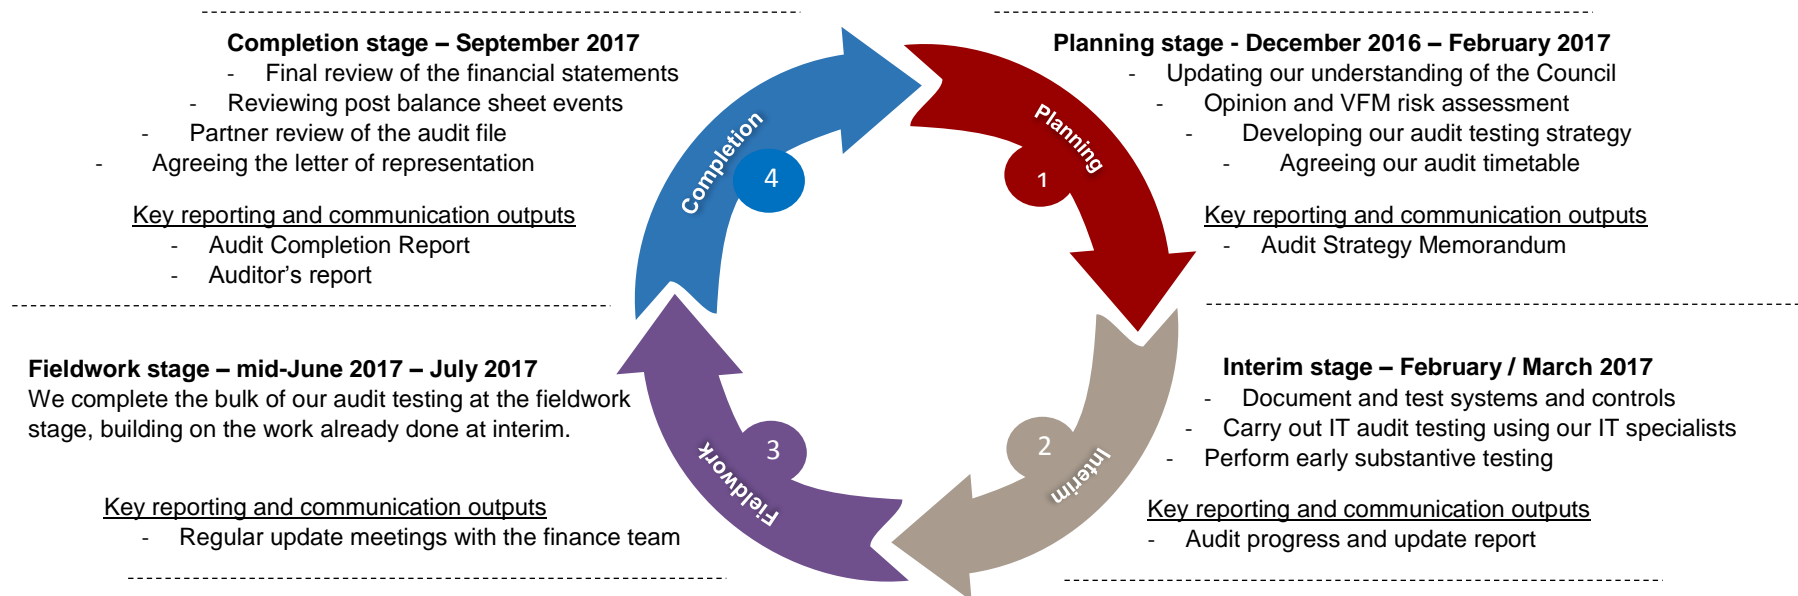 Completion stage – September 2017
- Final review of the financial statements
- Reviewing post balance sheet events
- Partner review of the audit file
- Agreeing the letter of representation
Key reporting and communication outputs
- Audit Completion Report
- Auditor’s report
Planning stage - December 2016 – February 2017
- Updating our understanding of the Council
- Opinion and VFM risk assessment
- Developing our audit testing strategy
- Agreeing our audit timetable
Key reporting and communication outputs
- Audit Strategy Memorandum
Completion
4
Planning
1
Fieldwork stage – mid-June 2017 – July 2017
We complete the bulk of our audit testing at the fieldwork
stage, building on the work already done at interim.
Key reporting and communication outputs
- Regular update meetings with the finance team
3
Fieldwork
2
Interim
Interim stage – February / March 2017
- Document and test systems and controls
- Carry out IT audit testing using our IT specialists
- Perform early substantive testing
Key reporting and communication outputs
- Audit progress and update report